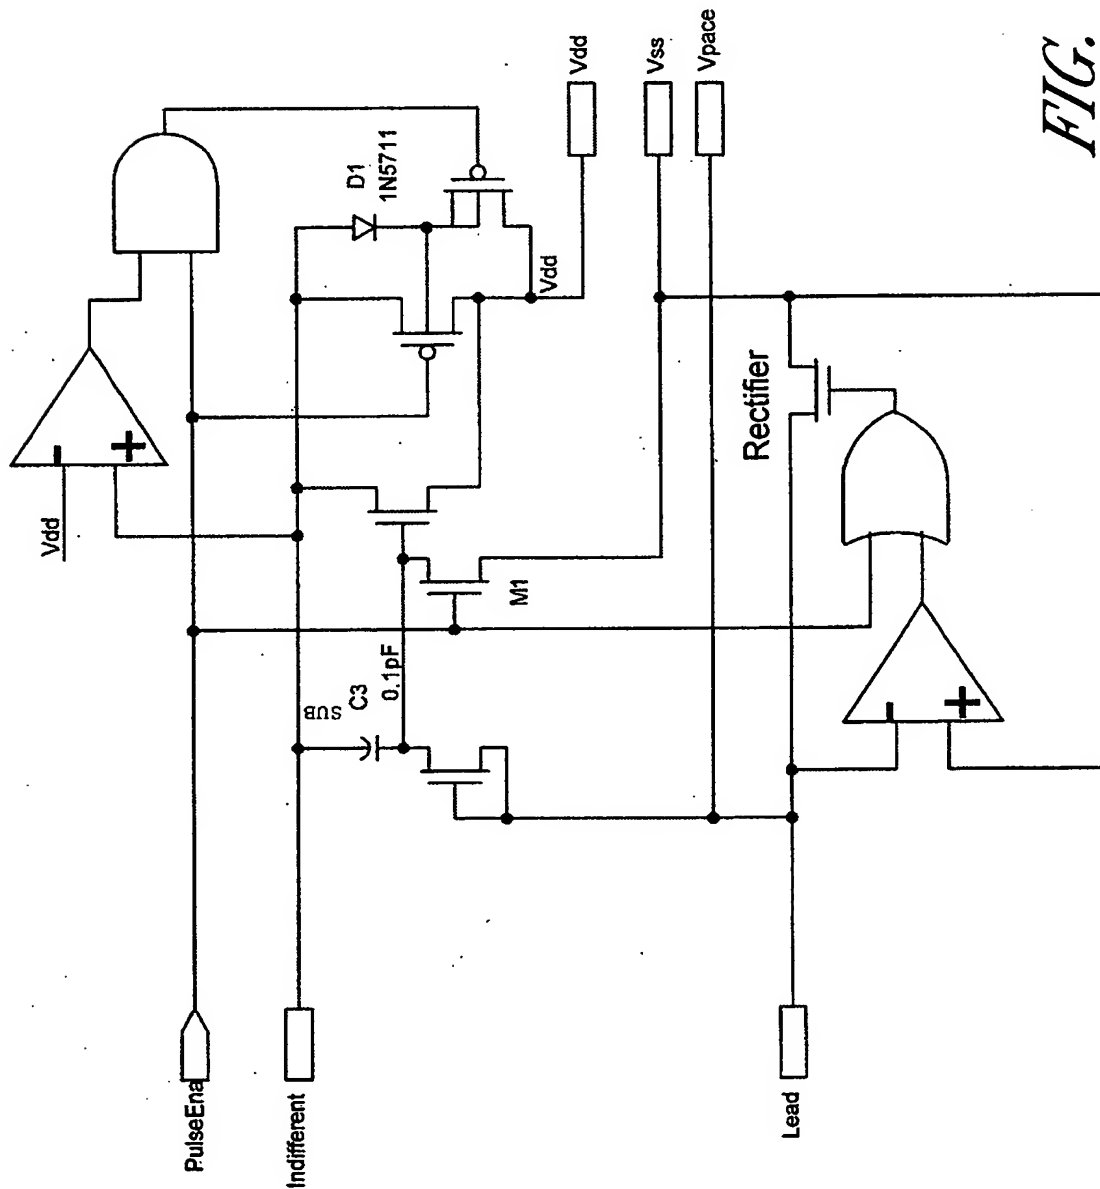 Vdd
Vss
Vpace
D1
1N5711
Vdd
-
+
Vdd
Rectifier
M1
SUB
C3
0.1pF
-
+
PulseEna
Indifferent
Lead
FIG.